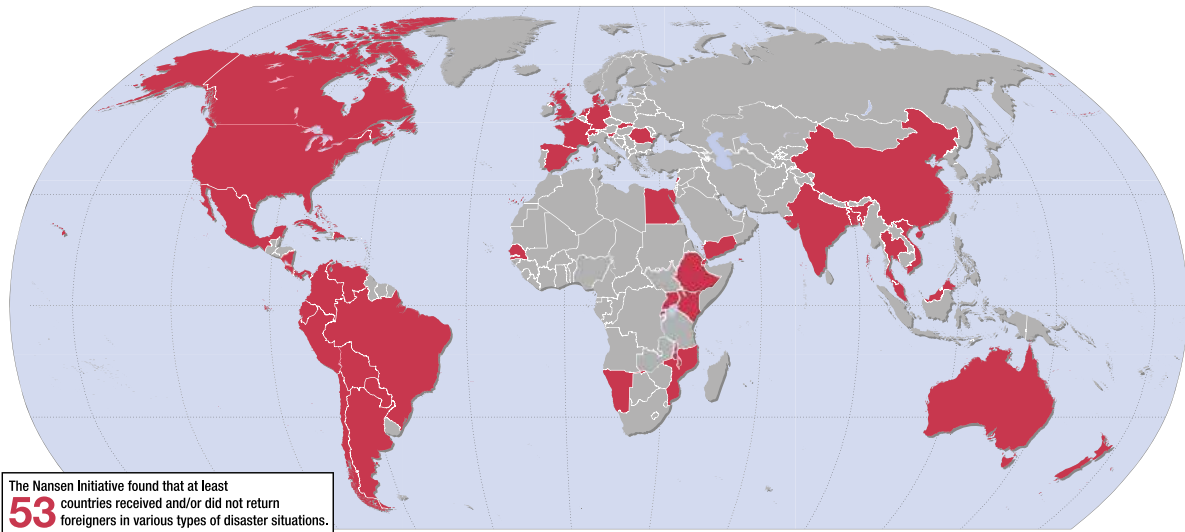 The Nansen Initiative found that at least
53 countries received and/or did not return
foreigners in various types of disaster situations.